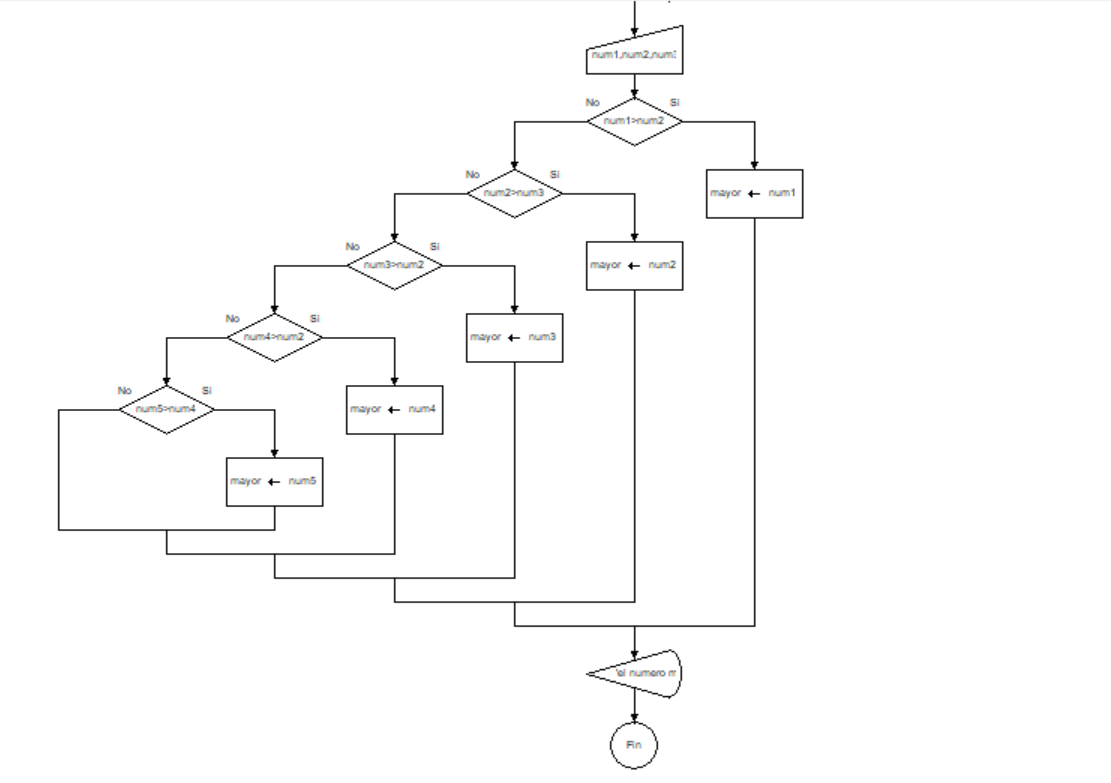 num1,num2,num:
No Si
num1>num2
No Si
num2>num3
mayor ← num1
No Si
num3>num2
mayor ← num2
No Si
num4>num2
mayor ← num3
No Si
num5>num4
mayor ← num4
mayor ← num5
'el numero m
Fin